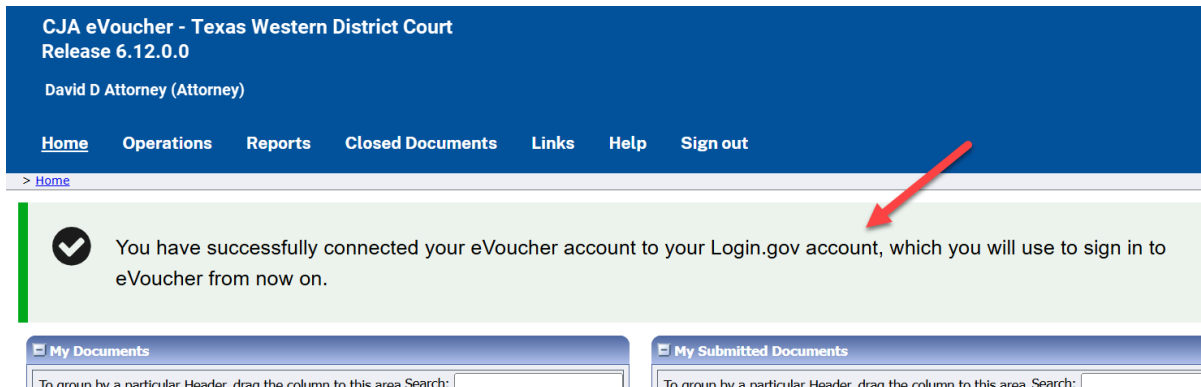 CJA eVoucher - Texas Western District Court
Release 6.12.0.0
David D Attorney (Attorney)
Home Operations Reports Closed Documents Links Help Sign out
> Home
You have successfully connected your eVoucher account to your Login.gov account, which you will use to sign in to
eVoucher from now on.
My Documents
To group by a particular Header, drag the column to this area Search:
My Submitted Documents
To group by a particular Header, drag the column to this area Search: